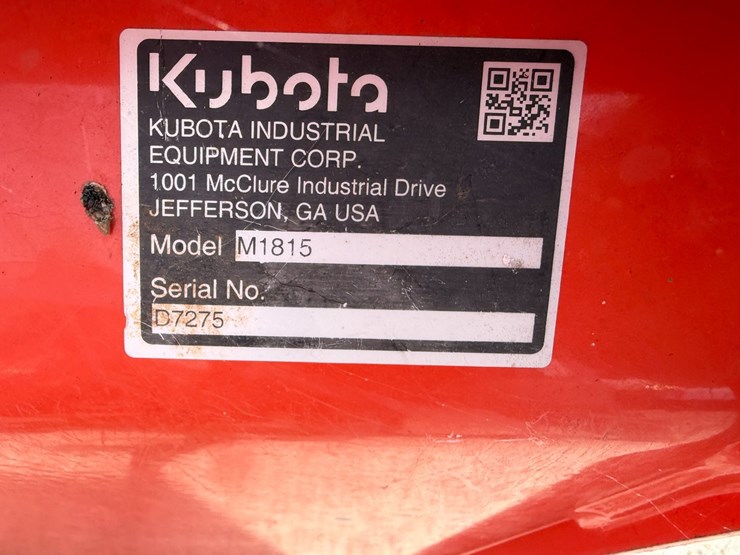 Kubota
KUBOTA INDUSTRIAL
EQUIPMENT CORP.
1001 McClure Industrial Drive
JEFFERSON, GA USA
Model M1815
Serial No.
D7275